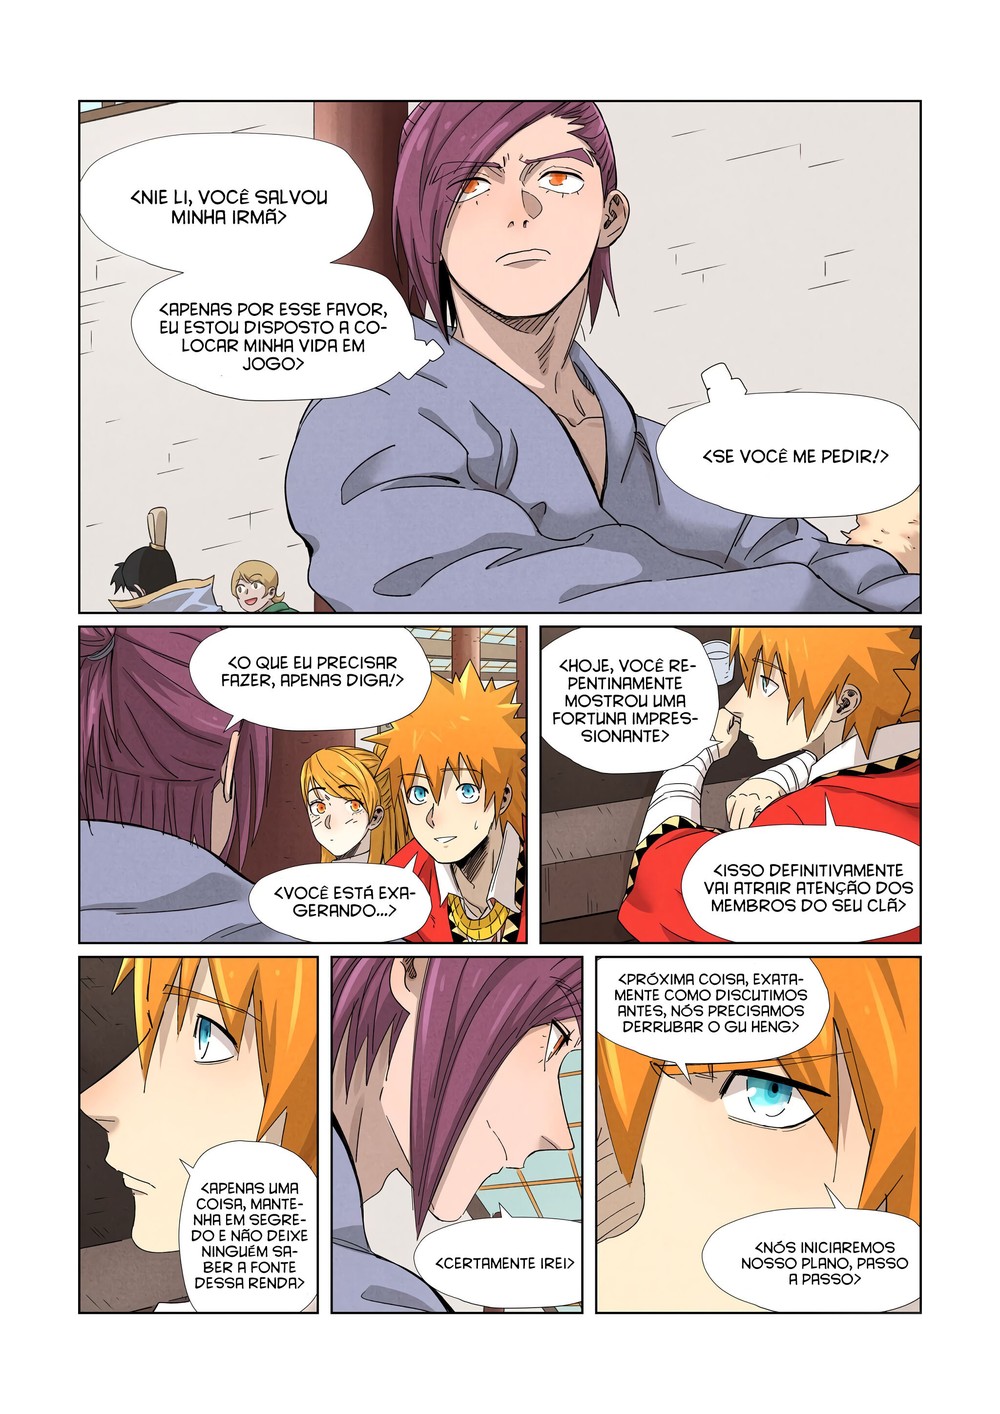 <NIE LI, VOCÊ SALVOU
MINHA IRMÃ>
<APENAS POR ESSE FAVOR,
EU ESTOU DISPOSTO A CO-
LOCAR MINHA VIDA EM
JOGO>
<SE VOCÊ ME PEDIR!>
<O QUE EU PRECISAR
FAZER, APENAS DIGA!>
<VOCÊ ESTÁ EXA-
GERANDO...>
<HOJE, VOCÊ RE-
PENTINAMENTE
MOSTROU UMA
FORTUNA IMPRES-
SIONANTE>
<ISSO DEFINITIVAMENTE
VAI ATRAIR ATENÇÃO DOS
MEMBROS DO SEU CLÃ>
<APENAS UMA
COISA, MANTE-
NHA EM SEGRE-
DO E NÃO DEIXE
NINGUÉM SA-
BER A FONTE
DESSA RENDA>
<CERTAMENTE IREI>
<PRÓXIMA COISA, EXATA-
MENTE COMO DISCUTIMOS
ANTES, NÓS PRECISAMOS
DERRUBAR O GU HENG>
<NÓS INICIAREMOS
NOSSO PLANO, PASSO
A PASSO>